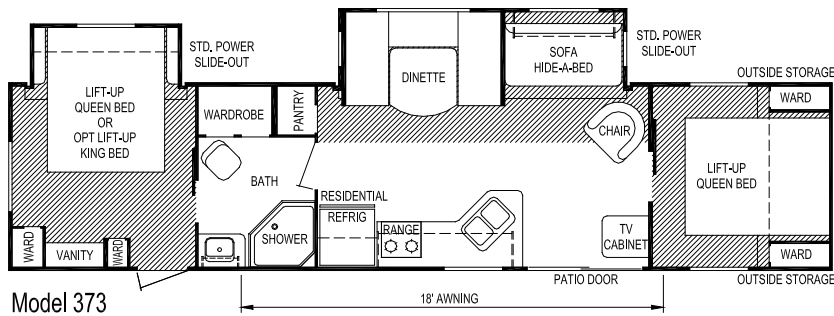 STD. POWER
SLIDE-OUT
LIFT-UP
QUEEN BED
OR
OPT LIFT-UP
KING BED
WARDROBE
PANTRY
DINETTE
SOFA
HIDE-A-BED
STD. POWER
SLIDE-OUT
OUTSIDE STORAGE
WARD
CHAIR
LIFT-UP
QUEEN BED
BATH
RESIDENTIAL
REFRIG
RANGE
SHOWER
TV
CABINET
WARD
VANITY
WARD
WARD
PATIO DOOR
OUTSIDE STORAGE
Model 373
18' AWNING